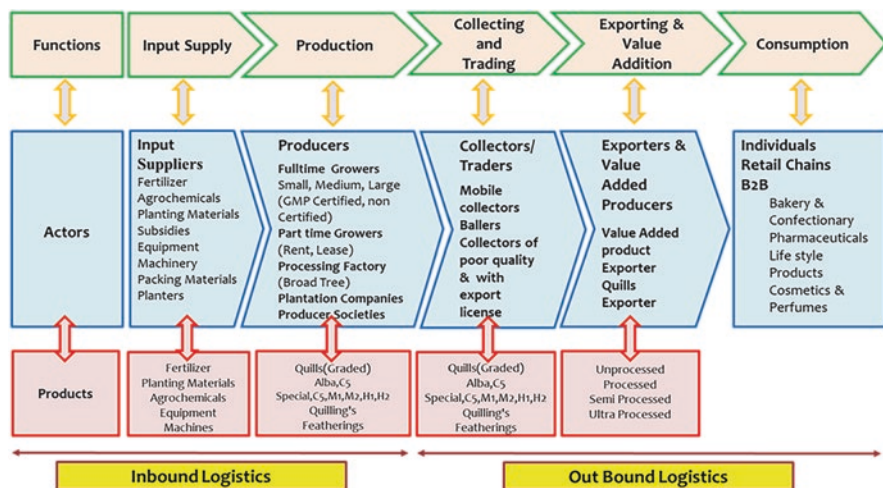 Functions
Input Supply
Production
Collecting
and
Trading
Exporting &
Value
Addition
Consumption
Actors
Input
Suppliers
Fertilizer
Agrochemicals
Planting Materials
Subsidies
Equipment
Machinery
Packing Materials
Planters
Producers
Fulltime Growers
Small, Medium, Large
(GMP Certified, non
Certified)
Part time Growers
(Rent, Lease)
Processing Factory
(Broad Tree)
Plantation Companies
Producer Societies
Collectors/
Traders
Mobile
collectors
Ballers
Collectors of
poor quality
& with
export
license
Exporters &
Value
Added
Producers
Value Added
product
Exporter
Quills
Exporter
Individuals
Retail Chains
B2B
Bakery &
Confectionary
Pharmaceuticals
Life style
Products
Cosmetics &
Perfumes
Products
Fertilizer
Planting Materials
Agrochemicals
Equipment
Machines
Quills(Graded)
Alba,C5
Special,C5,M1,M2,H1,H2
Quilling's
Featherings
Quills(Graded)
Alba,C5
Special,C5,M1,M2,H1,H2
Quilling's
Featherings
Unprocessed
Processed
Semi Processed
Ultra Processed
Inbound Logistics
Out Bound Logistics